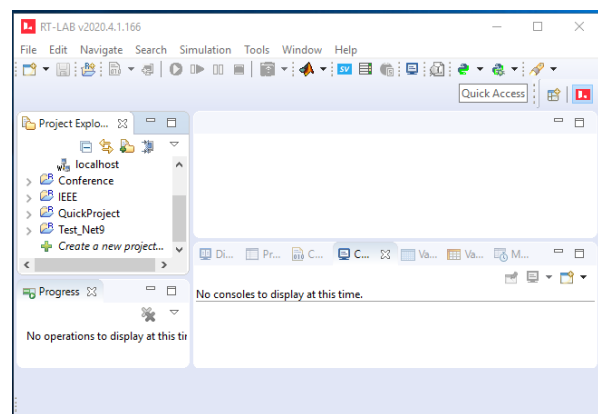 RT-LAB v2020.4.1.166
File Edit Navigate Search Simulation Tools Window Help
Quick Access
Project Explo...
localhost
Conference
IEEE
QuickProject
Test_Net9
Create a new project...
Di... Pr... C... C... Va... Va... M...
No consoles to display at this time.
Progress
No operations to display at this tir